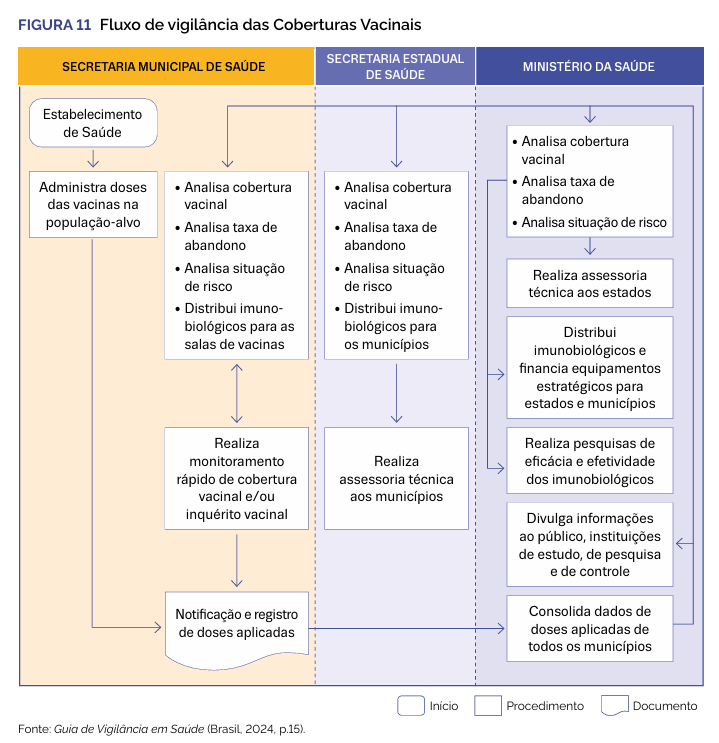 FIGURA 11 Fluxo de vigilância das Coberturas Vacinais
SECRETARIA MUNICIPAL DE SAÚDE
SECRETARIA ESTADUAL
DE SAÚDE
MINISTÉRIO DA SAÚDE
Estabelecimento
de Saúde
Administra doses
das vacinas na
população-alvo
• Analisa cobertura
vacinal
• Analisa taxa de
abandono
• Analisa situação
de risco
• Distribui imuno-
biológicos para as
salas de vacinas
Realiza
monitoramento
rápido de cobertura
vacinal e/ou
inquérito vacinal
Notificação e registro
de doses aplicadas
• Analisa cobertura
vacinal
• Analisa taxa de
abandono
• Analisa situação
de risco
• Distribui imuno-
biológicos para
os municípios
Realiza
assessoria técnica
aos municípios
• Analisa cobertura
vacinal
• Analisa taxa de
abandono
• Analisa situação de risco
Realiza assessoria
técnica aos estados
Distribui
imunobiológicos e
financia equipamentos
estratégicos para
estados e municípios
Realiza pesquisas de
eficácia e efetividade
dos imunobiológicos
Divulga informações
ao público, instituições
de estudo, de pesquisa
e de controle
Consolida dados de
doses aplicadas de
todos os municípios
Início
Procedimento
Documento
Fonte: Guia de Vigilância em Saúde (Brasil, 2024, p.15).